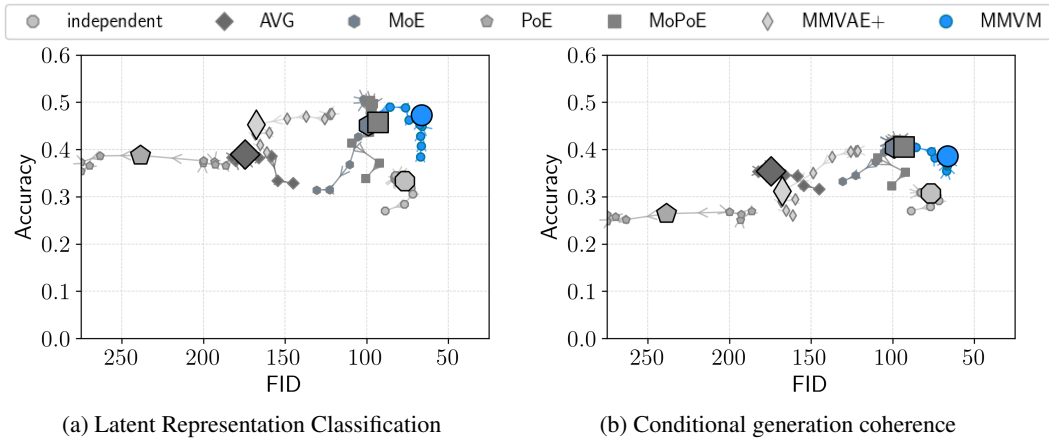 independent AVG MoE PoE MoPoE MMVAE+ MMVM
0.6 0.5 0.4 0.3 0.2 0.1 0.0
Accuracy
250 200 150 100 50
FID
0.6 0.5 0.4 0.3 0.2 0.1 0.0
Accuracy
250 200 150 100 50
FID
(a) Latent Representation Classification
(b) Conditional generation coherence